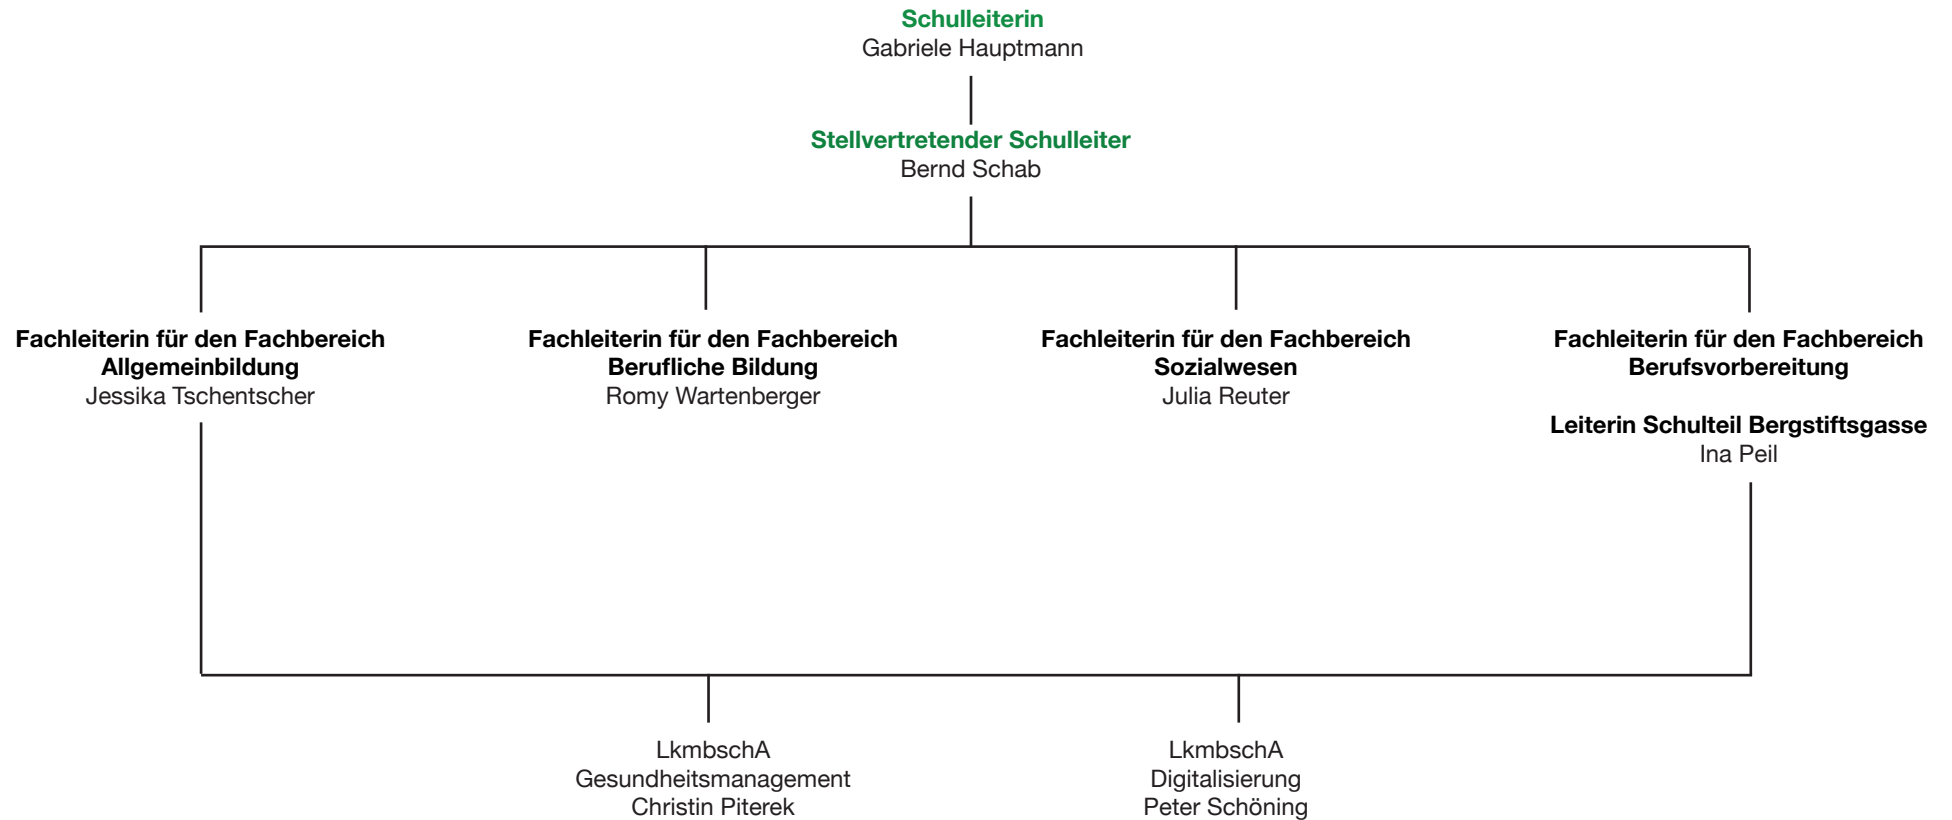 Schulleiterin
Gabriele Hauptmann
Stellvertretender Schulleiter
Bernd Schab
Fachleiterin für den Fachbereich
Allgemeinbildung
Jessika Tschentscher
Fachleiterin für den Fachbereich
Berufliche Bildung
Romy Wartenberger
Fachleiterin für den Fachbereich
Sozialwesen
Julia Reuter
Fachleiterin für den Fachbereich
Berufsvorbereitung
Leiterin Schulteil Bergstiftsgasse
Ina Peil
LkmbschA
Gesundheitsmanagement
Christin Piterek
LkmbschA
Digitalisierung
Peter Schöning